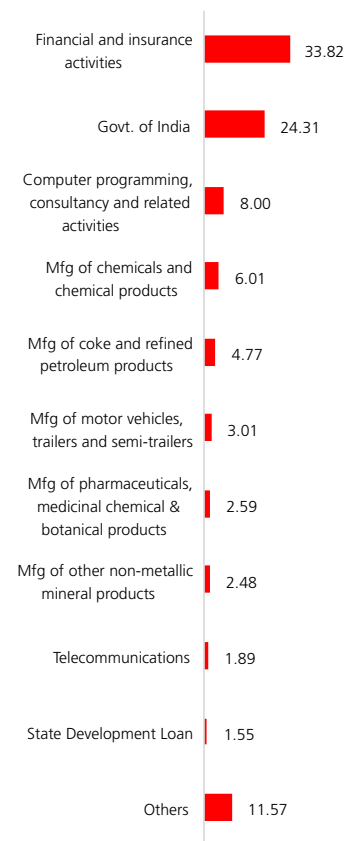 Financial and insurance
activities
33.82
Govt. of India
24.31
Computer programming,
consultancy and related
activities
8.00
Mfg of chemicals and
chemical products
6.01
Mfg of coke and refined
petroleum products
4.77
Mfg of motor vehicles,
trailers and semi-trailers
3.01
Mfg of pharmaceuticals,
medicinal chemical &
botanical products
2.59
Mfg of other non-metallic
mineral products
2.48
Telecommunications
1.89
State Development Loan
1.55
Others
11.57